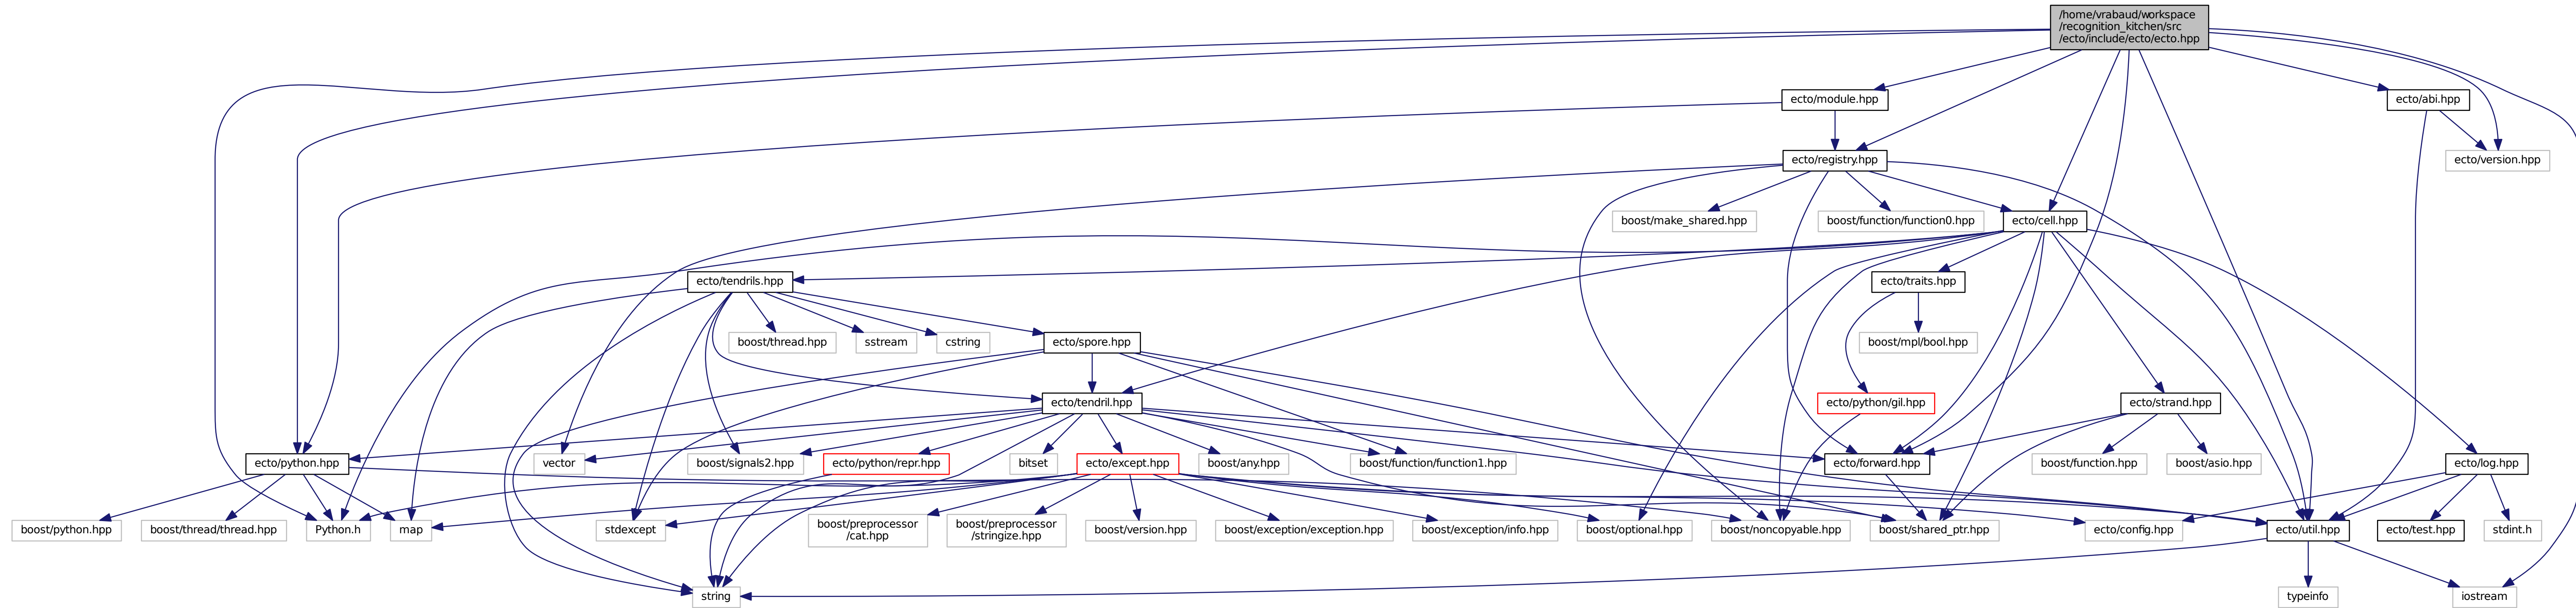 /home/vrabaud/workspace
/recognition_kitchen/src
/ecto/include/ecto/ecto.hpp
ecto/module.hpp
ecto/abi.hpp
ecto/registry.hpp
ecto/version.hpp
boost/make_shared.hpp
boost/function/function0.hpp
ecto/cell.hpp
ecto/tendrils.hpp
ecto/traits.hpp
boost/thread.hpp
sstream
cstring
ecto/spore.hpp
boost/mpl/bool.hpp
ecto/tendril.hpp
ecto/python/gil.hpp
ecto/strand.hpp
ecto/python.hpp
vector
boost/signals2.hpp
ecto/python/repr.hpp
bitset
ecto/except.hpp
boost/any.hpp
boost/function/function1.hpp
ecto/forward.hpp
boost/function.hpp
boost/asio.hpp
ecto/log.hpp
boost/python.hpp
boost/thread/thread.hpp
Python.h
map
stdexcept
boost/preprocessor
/cat.hpp
boost/preprocessor
/stringize.hpp
boost/version.hpp
boost/exception/exception.hpp
boost/exception/info.hpp
boost/optional.hpp
boost/noncopyable.hpp
boost/shared_ptr.hpp
ecto/config.hpp
ecto/util.hpp
ecto/test.hpp
stdint.h
string
typeinfo
iostream